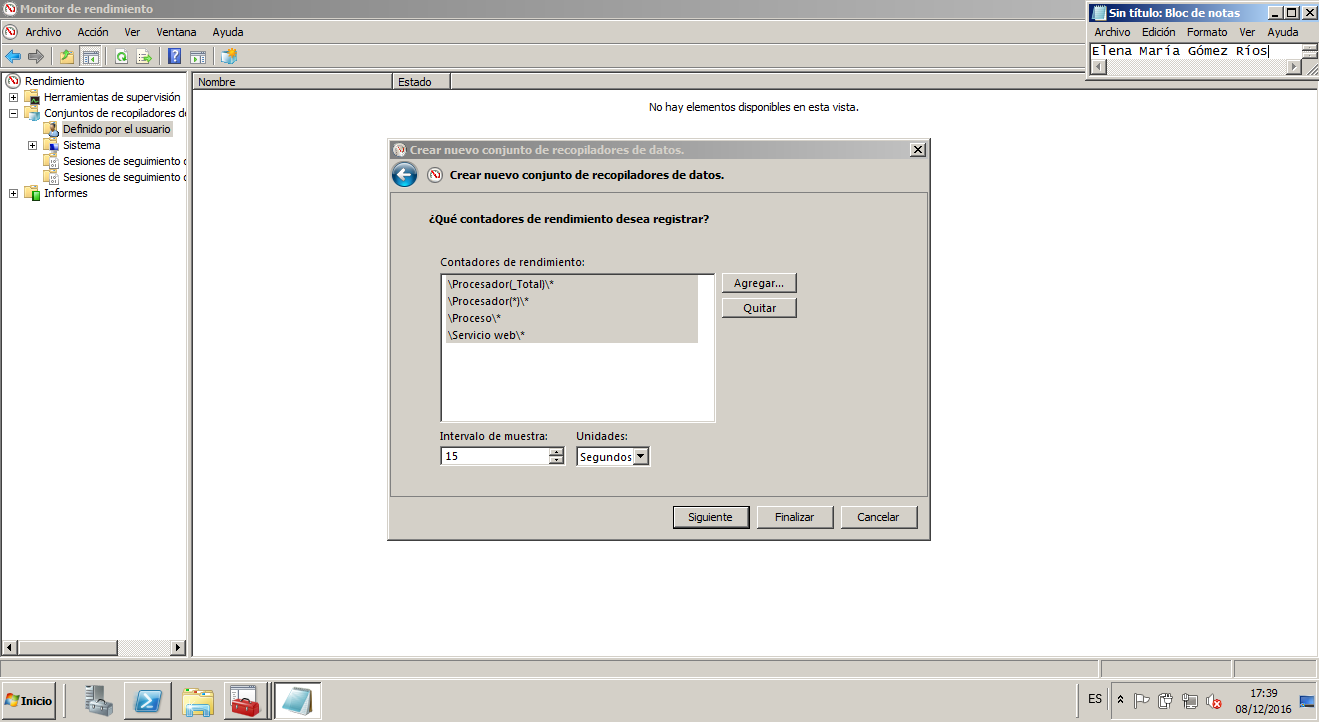 Monitor de rendimiento
Archivo Acción Ver Ventana Ayuda
Sin título: Bloc de notas
Archivo Edición Formato Ver Ayuda
Elena María Gómez Ríos
Rendimiento
Herramientas de supervisión
Conjuntos de recopiladores d
Definido por el usuario
Sistema
Sesiones de seguimiento
Sesiones de seguimiento
Informes
Nombre Estado
No hay elementos disponibles en esta vista.
Crear nuevo conjunto de recopiladores de datos.
Crear nuevo conjunto de recopiladores de datos.
¿Qué contadores de rendimiento desea registrar?
Contadores de rendimiento:
\Procesador(_Total)\*
\Procesador(*)\*
\Proceso\*
\Servicio web\*
Agregar...
Quitar
Intervalo de muestra: Unidades:
15 Segundos
Siguiente Finalizar Cancelar
Inicio
ES
17:39
08/12/2016